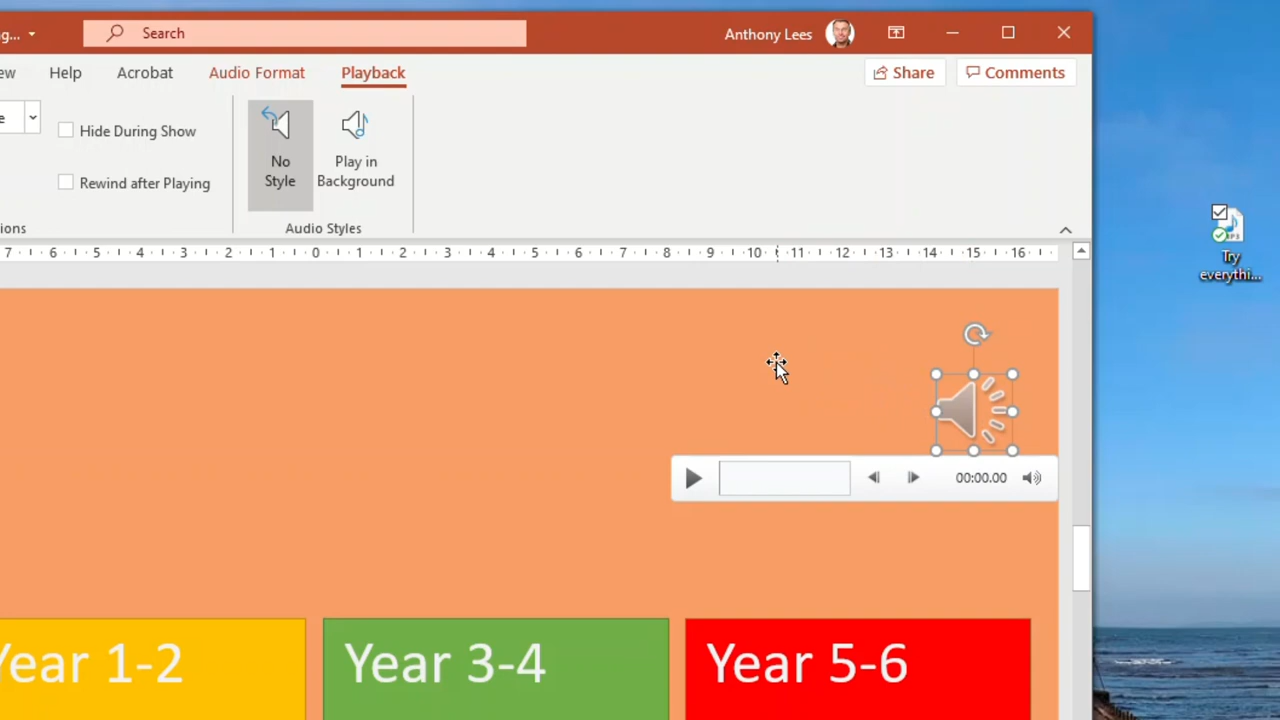 g...
Search
Anthony Lees
ew
Help
Acrobat
Audio Format
Playback
Share
Comments
e
Hide During Show
Rewind after Playing
No
Style
Play in
Background
ions
Audio Styles
7 6 5 4 3 2 1 0 1 2 3 4 5 6 7 8 9 10 11 12 13 14 15 16
Try
everythi...
00:00.00
Year 1-2
Year 3-4
Year 5-6